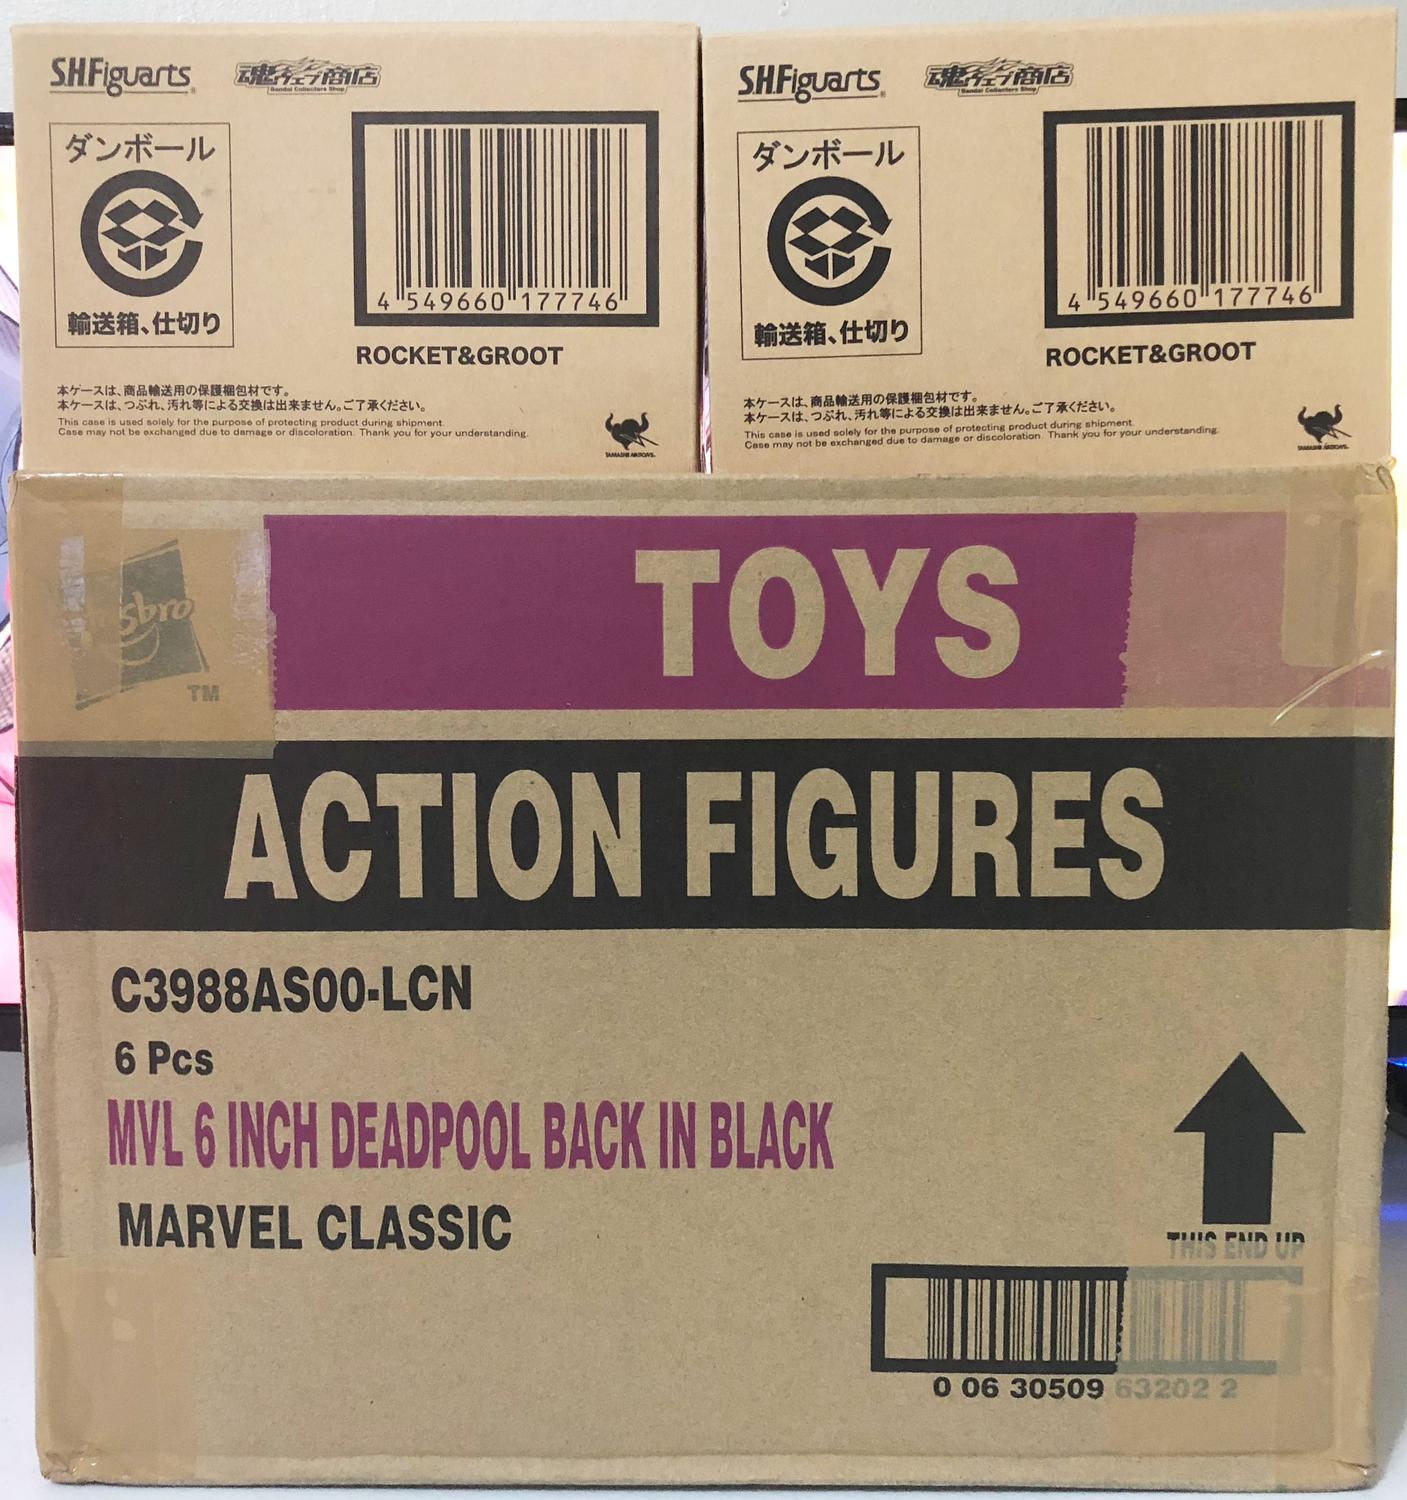 S.H.Figuarts®
魂ウェブ商店
Bandai Collectors Shop
ダンボール
輸送箱、仕切り
4 549660 177746
ROCKET&GROOT
本ケースは、商品輸送用の保護梱包材です。
本ケースは、つぶれ、汚れ等による交換は出来ません。ご了承ください。
This case is used solely for the purpose of protecting product during shipment.
Case may not be exchanged due to damage or discoloration. Thank you for your understanding.
TAMASHII NATIONS
S.H.Figuarts®
魂ウェブ商店
Bandai Collectors Shop
ダンボール
輸送箱、仕切り
4 549660 177746
ROCKET&GROOT
本ケースは、商品輸送用の保護梱包材です。
本ケースは、つぶれ、汚れ等による交換は出来ません。ご了承ください。
This case is used solely for the purpose of protecting product during shipment.
Case may not be exchanged due to damage or discoloration. Thank you for your understanding.
TAMASHII NATIONS
Hasbro
TM
TOYS
ACTION FIGURES
C3988AS00-LCN
6 Pcs
MVL 6 INCH DEADPOOL BACK IN BLACK
MARVEL CLASSIC
THIS END UP
0 06 30509 63202 2